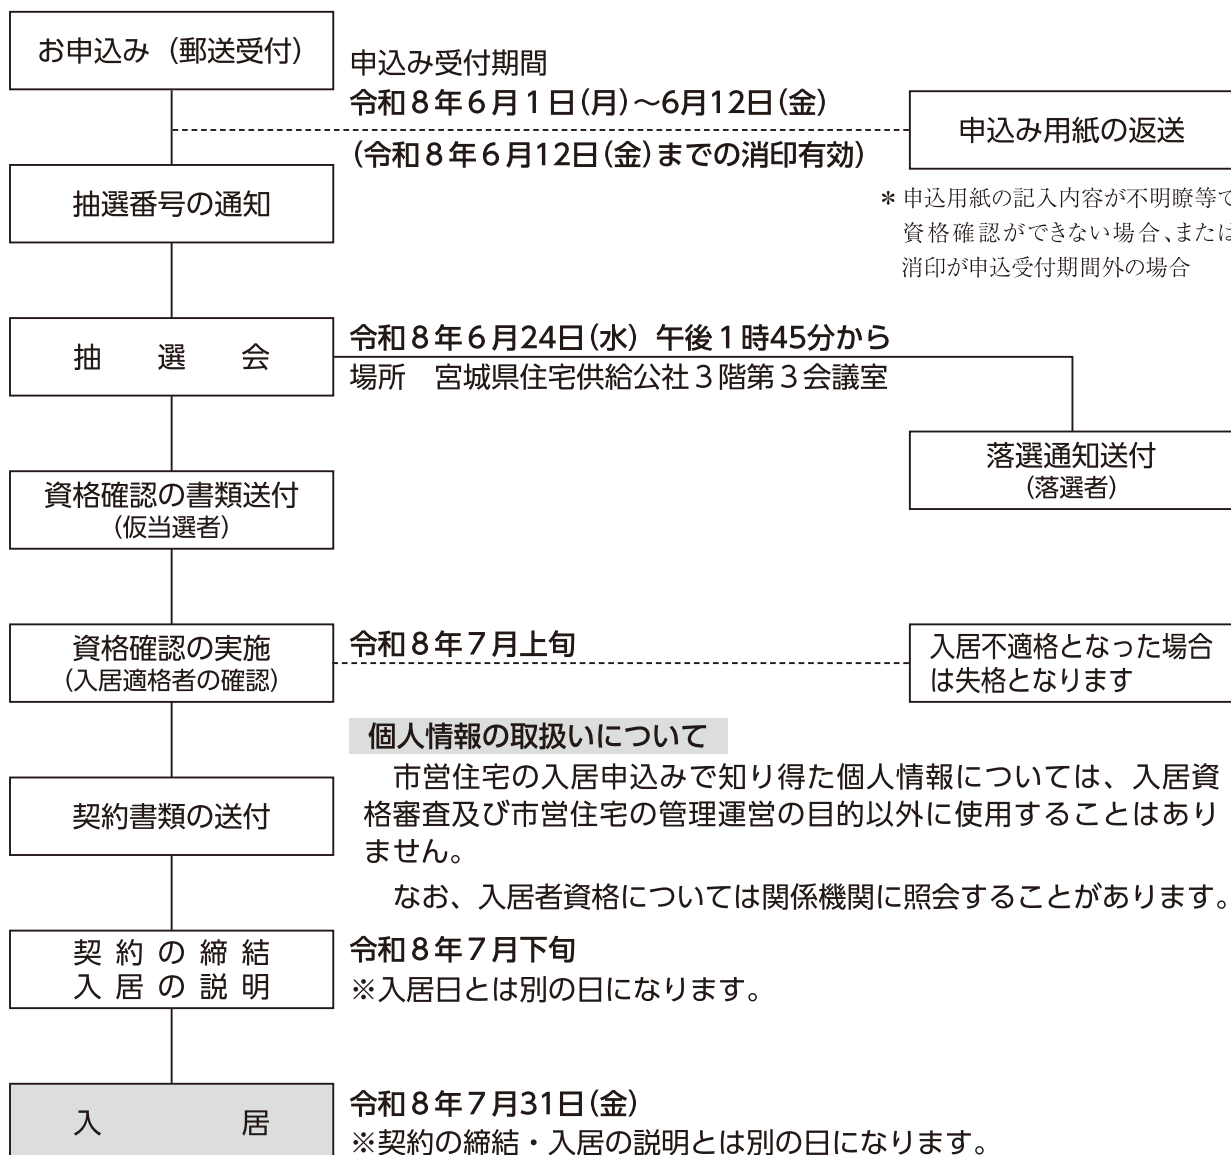 お申込み（郵送受付）
申込み受付期間
令和８年６月１日（月）～6月12日（金）
（令和８年６月12日（金）までの消印有効）
申込み用紙の返送
＊申込用紙の記入内容が不明瞭等で
資格確認ができない場合、または
消印が申込受付期間外の場合
抽選番号の通知
抽選会
令和８年６月24日（水）午後１時45分から
場所　宮城県住宅供給公社３階第３会議室
落選通知送付
（落選者）
資格確認の書類送付
（仮当選者）
資格確認の実施
（入居適格者の確認）
令和８年７月上旬
入居不適格となった場合
は失格となります
個人情報の取扱いについて
市営住宅の入居申込みで知り得た個人情報については、入居資
格審査及び市営住宅の管理運営の目的以外に使用することはあり
ません。
なお、入居者資格については関係機関に照会することがあります。
契約書類の送付
契約の締結
入居の説明
令和８年７月下旬
※入居日とは別の日になります。
入居
令和８年７月31日（金）
※契約の締結・入居の説明とは別の日になります。